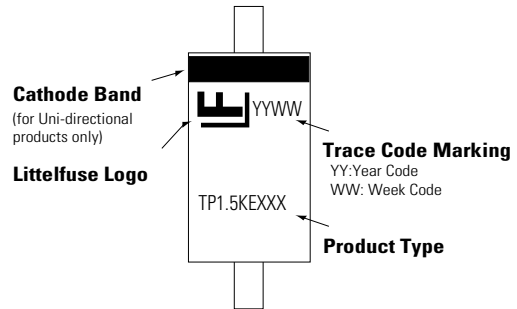 Cathode Band
(for Uni-directional
products only)
Littelfuse Logo
YYWW
Trace Code Marking
YY:Year Code
WW: Week Code
TP1.5KEXXX
Product Type